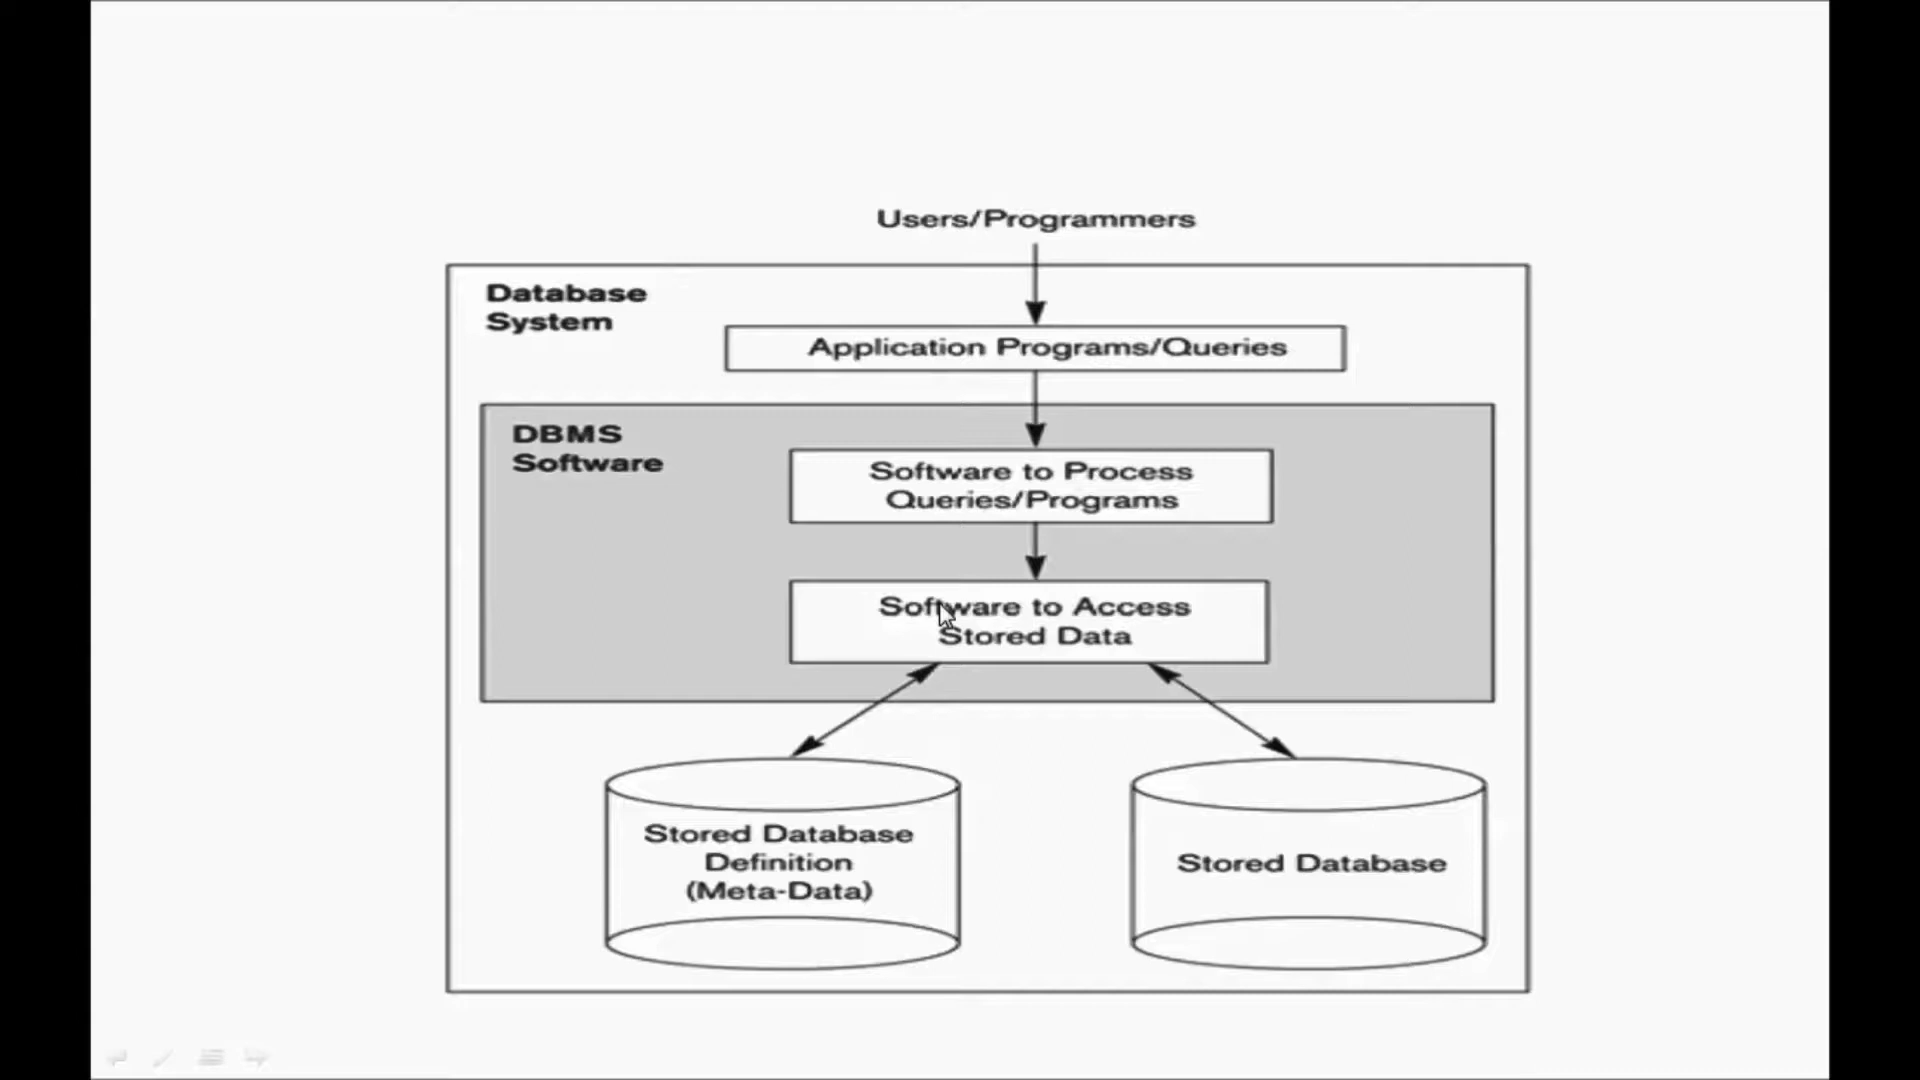 Users/Programmers
Database
System
Application Programs/Queries
DBMS
Software
Software to Process
Queries/Programs
Software to Access
Stored Data
Stored Database
Definition
(Meta-Data)
Stored Database